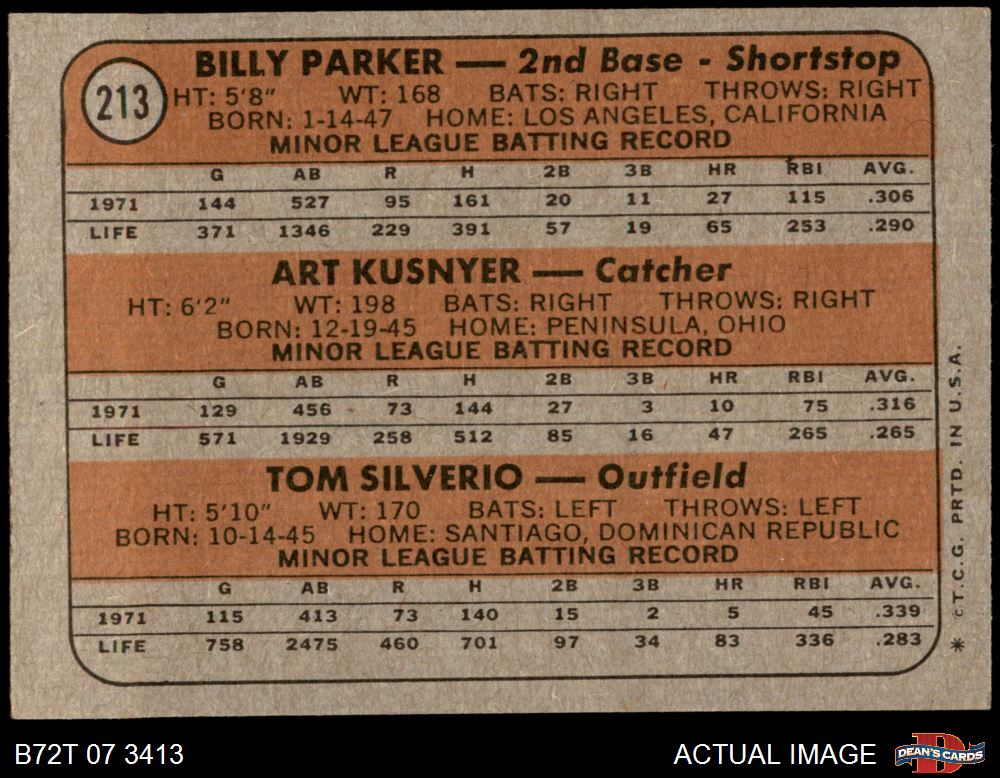 213
BILLY PARKER — 2nd Base - Shortstop
HT: 5'8" WT: 168 BATS: RIGHT THROWS: RIGHT
BORN: 1-14-47 HOME: LOS ANGELES, CALIFORNIA
MINOR LEAGUE BATTING RECORD
G AB R H 2B 3B HR RBI AVG.
1971 144 527 95 161 20 11 27 115 .306
LIFE 371 1346 229 391 57 19 65 253 .290
ART KUSNYER — Catcher
HT: 6'2" WT: 198 BATS: RIGHT THROWS: RIGHT
BORN: 12-19-45 HOME: PENINSULA, OHIO
MINOR LEAGUE BATTING RECORD
G AB R H 2B 3B HR RBI AVG.
1971 129 456 73 144 27 3 10 75 .316
LIFE 571 1929 258 512 85 16 47 265 .265
TOM SILVERIO — Outfield
HT: 5'10" WT: 170 BATS: LEFT THROWS: LEFT
BORN: 10-14-45 HOME: SANTIAGO, DOMINICAN REPUBLIC
MINOR LEAGUE BATTING RECORD
G AB R H 2B 3B HR RBI AVG.
1971 115 413 73 140 15 2 5 45 .339
LIFE 758 2475 460 701 97 34 83 336 .283
* ©T.C.G. PRTD. IN U.S.A.
B72T 07 3413
ACTUAL IMAGE
D
DEAN'S CARDS